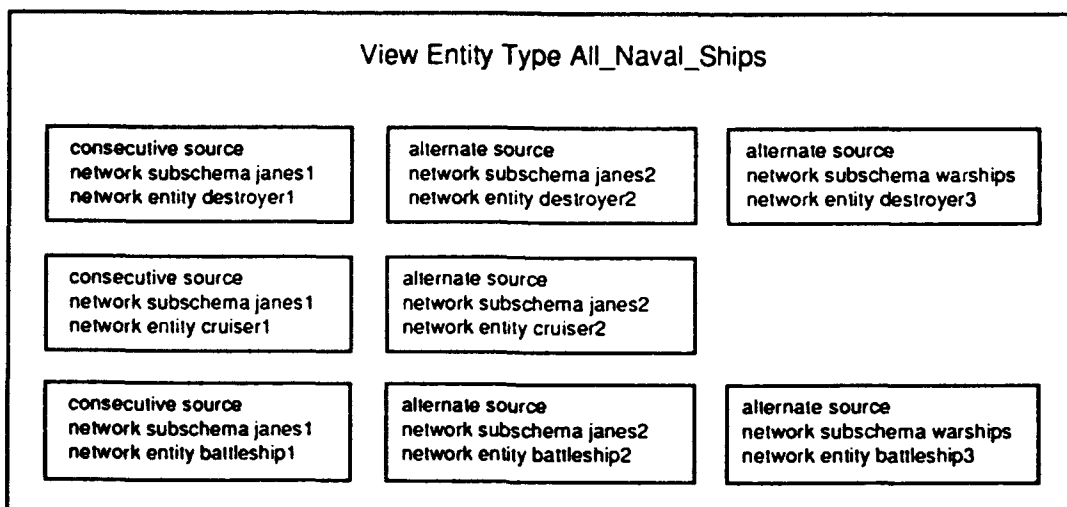 View Entity Type All_Naval_Ships
consecutive source
network subschema janes1
network entity destroyer1
alternate source
network subschema janes2
network entity destroyer2
alternate source
network subschema warships
network entity destroyer3
consecutive source
network subschema janes1
network entity cruiser1
alternate source
network subschema janes2
network entity cruiser2
consecutive source
network subschema janes1
network entity battleship1
alternate source
network subschema janes2
network entity battleship2
alternate source
network subschema warships
network entity battleship3